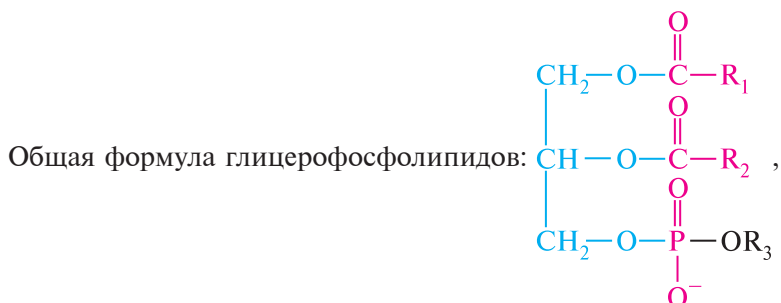 O
CH₂—O—C—R₁
O
Общая формула глицерофосфолипидов: CH—O—C—R₂ ,
O
CH₂—O—P—OR₃
O⁻